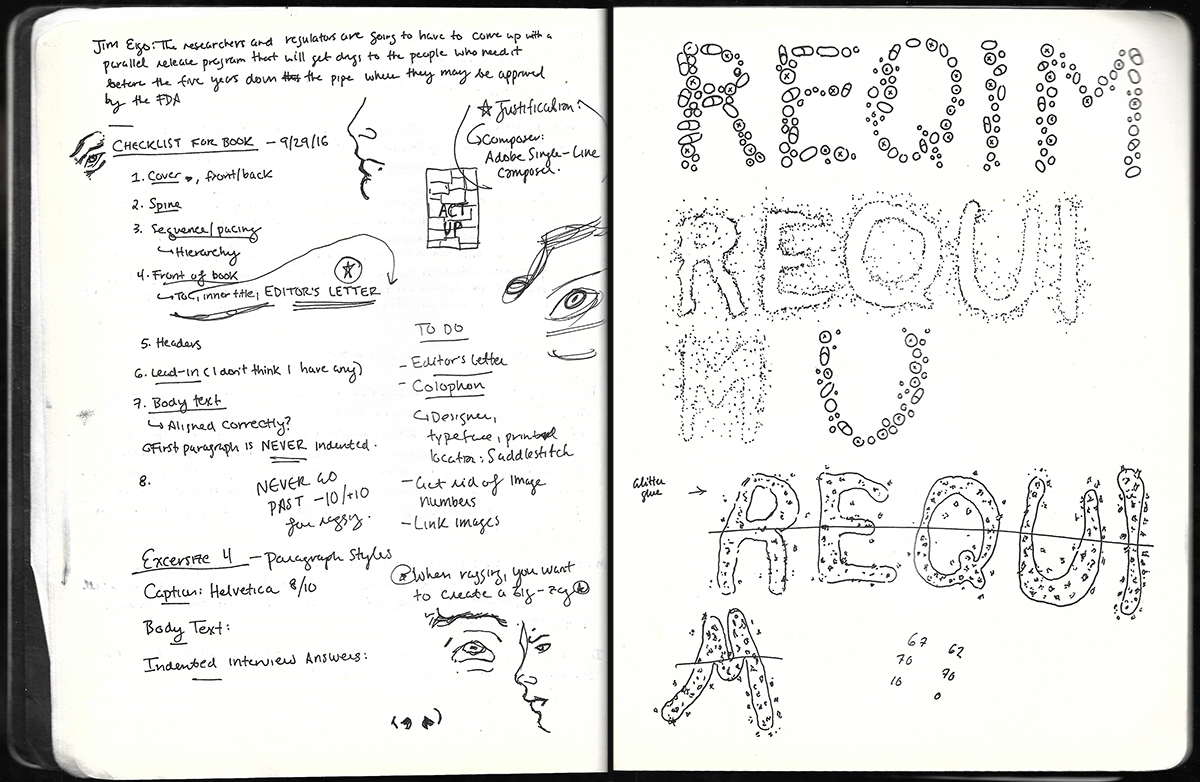 Jim Eigo: The researchers and regulators are going to have to come up with a
parallel release program that will get drugs to the people who need it
before the five years down the pipe when they may be approved
by the FDA
CHECKLIST FOR BOOK - 9/29/16
1. Cover, front/back
2. Spine
3. Sequence/pacing
↳ Hierarchy
4. Front of book
↳ TOC, inner title, EDITOR'S LETTER
5. Headers
6. Lead-in (I don't think I have any)
7. Body text
↳ Aligned correctly?
First paragraph is NEVER indented.
8.
NEVER GO
PAST -10/+10
for raggy.
Excersize 4 - Paragraph Styles
Caption: Helvetica 8/10
Body Text:
Indented Interview Answers:
☆ Justification:
↳ Composer:
Adobe Single-Line
Composer.
ACT
UP
TO DO
- Editor's Letter
- Colophon
↳ Designer,
typeface, printed
location: Saddlestitch
- Get rid of Image
numbers
- Link images
When ragging, you want
to create a zig-zag
REQIM
REQUI
M U
Glitter
glue →
REQUI
M
67 62
70 70
10 0